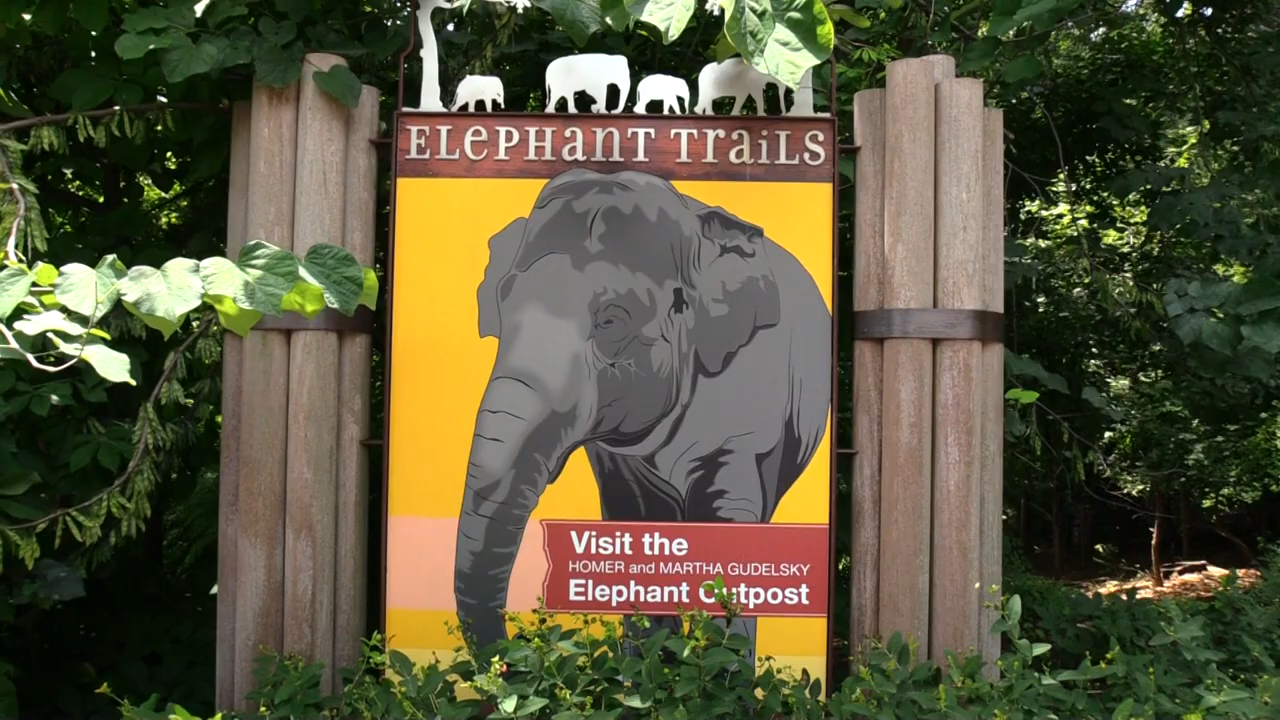 ELEPHANT TRAILS
Visit the
HOMER and MARTHA GUDELSKY
Elephant Outpost